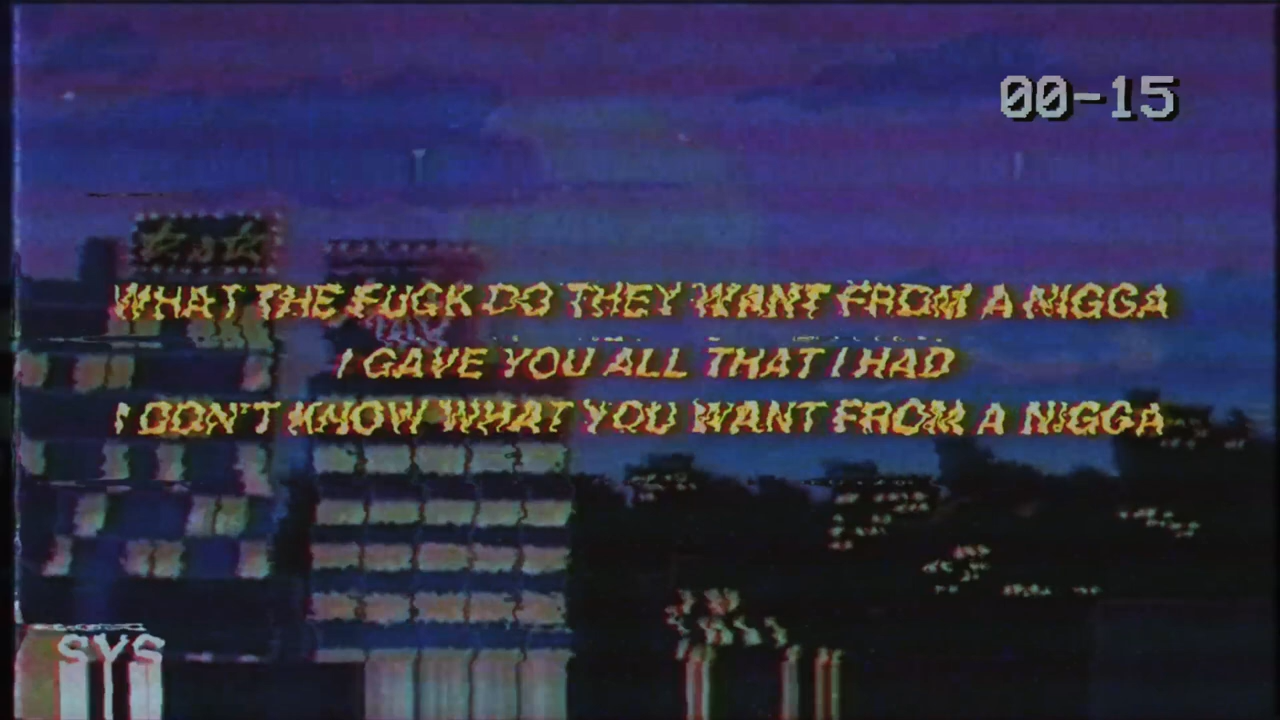 00-15
WHAT THE FUCK DO THEY WANT FROM A NIGGA
I GAVE YOU ALL THAT I HAD
I DON'T KNOW WHAT YOU WANT FROM A NIGGA
SYS